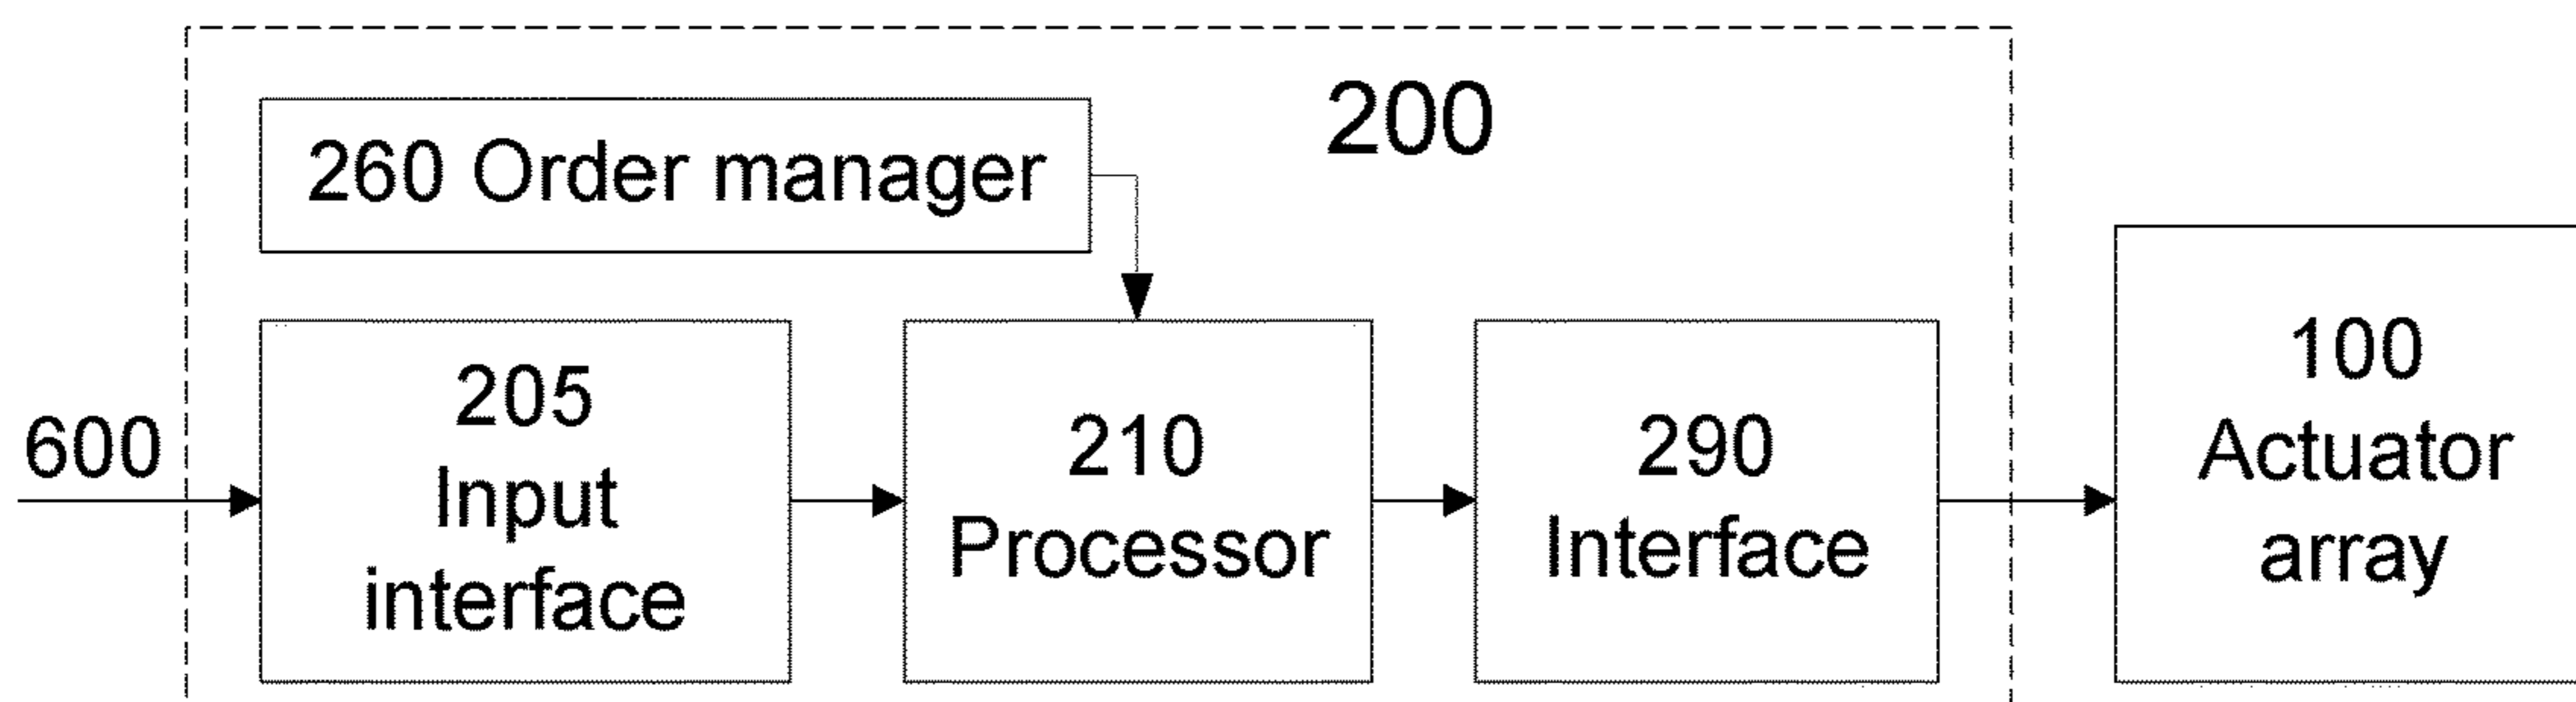 200
260 Order manager
600
205
Input
interface
210
Processor
290
Interface
100
Actuator
array